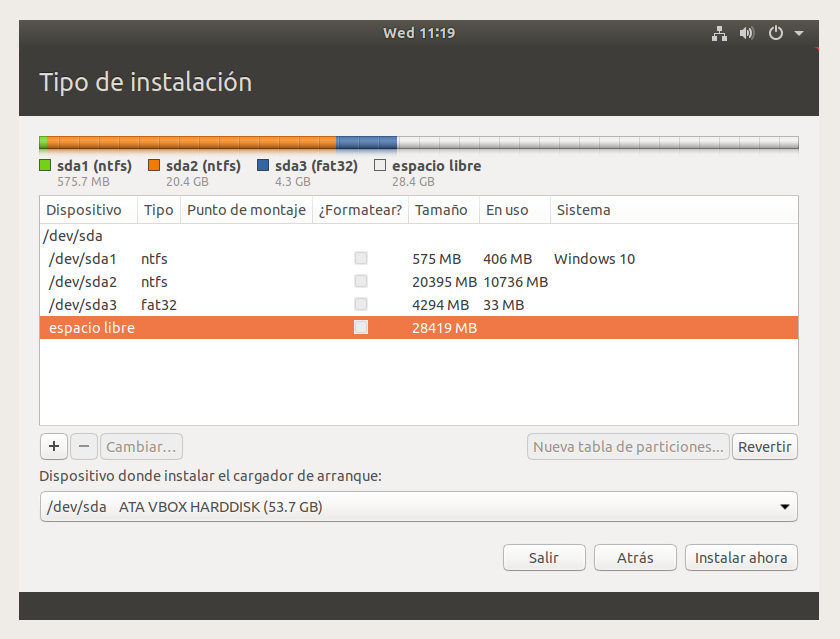 Wed 11:19
Tipo de instalación
sda1 (ntfs) sda2 (ntfs) sda3 (fat32) espacio libre
575.7 MB 20.4 GB 4.3 GB 28.4 GB
Dispositivo Tipo Punto de montaje ¿Formatear? Tamaño En uso Sistema
/dev/sda
/dev/sda1 ntfs 575 MB 406 MB Windows 10
/dev/sda2 ntfs 20395 MB 10736 MB
/dev/sda3 fat32 4294 MB 33 MB
espacio libre 28419 MB
+ − Cambiar... Nueva tabla de particiones... Revertir
Dispositivo donde instalar el cargador de arranque:
/dev/sda ATA VBOX HARDDISK (53.7 GB)
Salir Atrás Instalar ahora